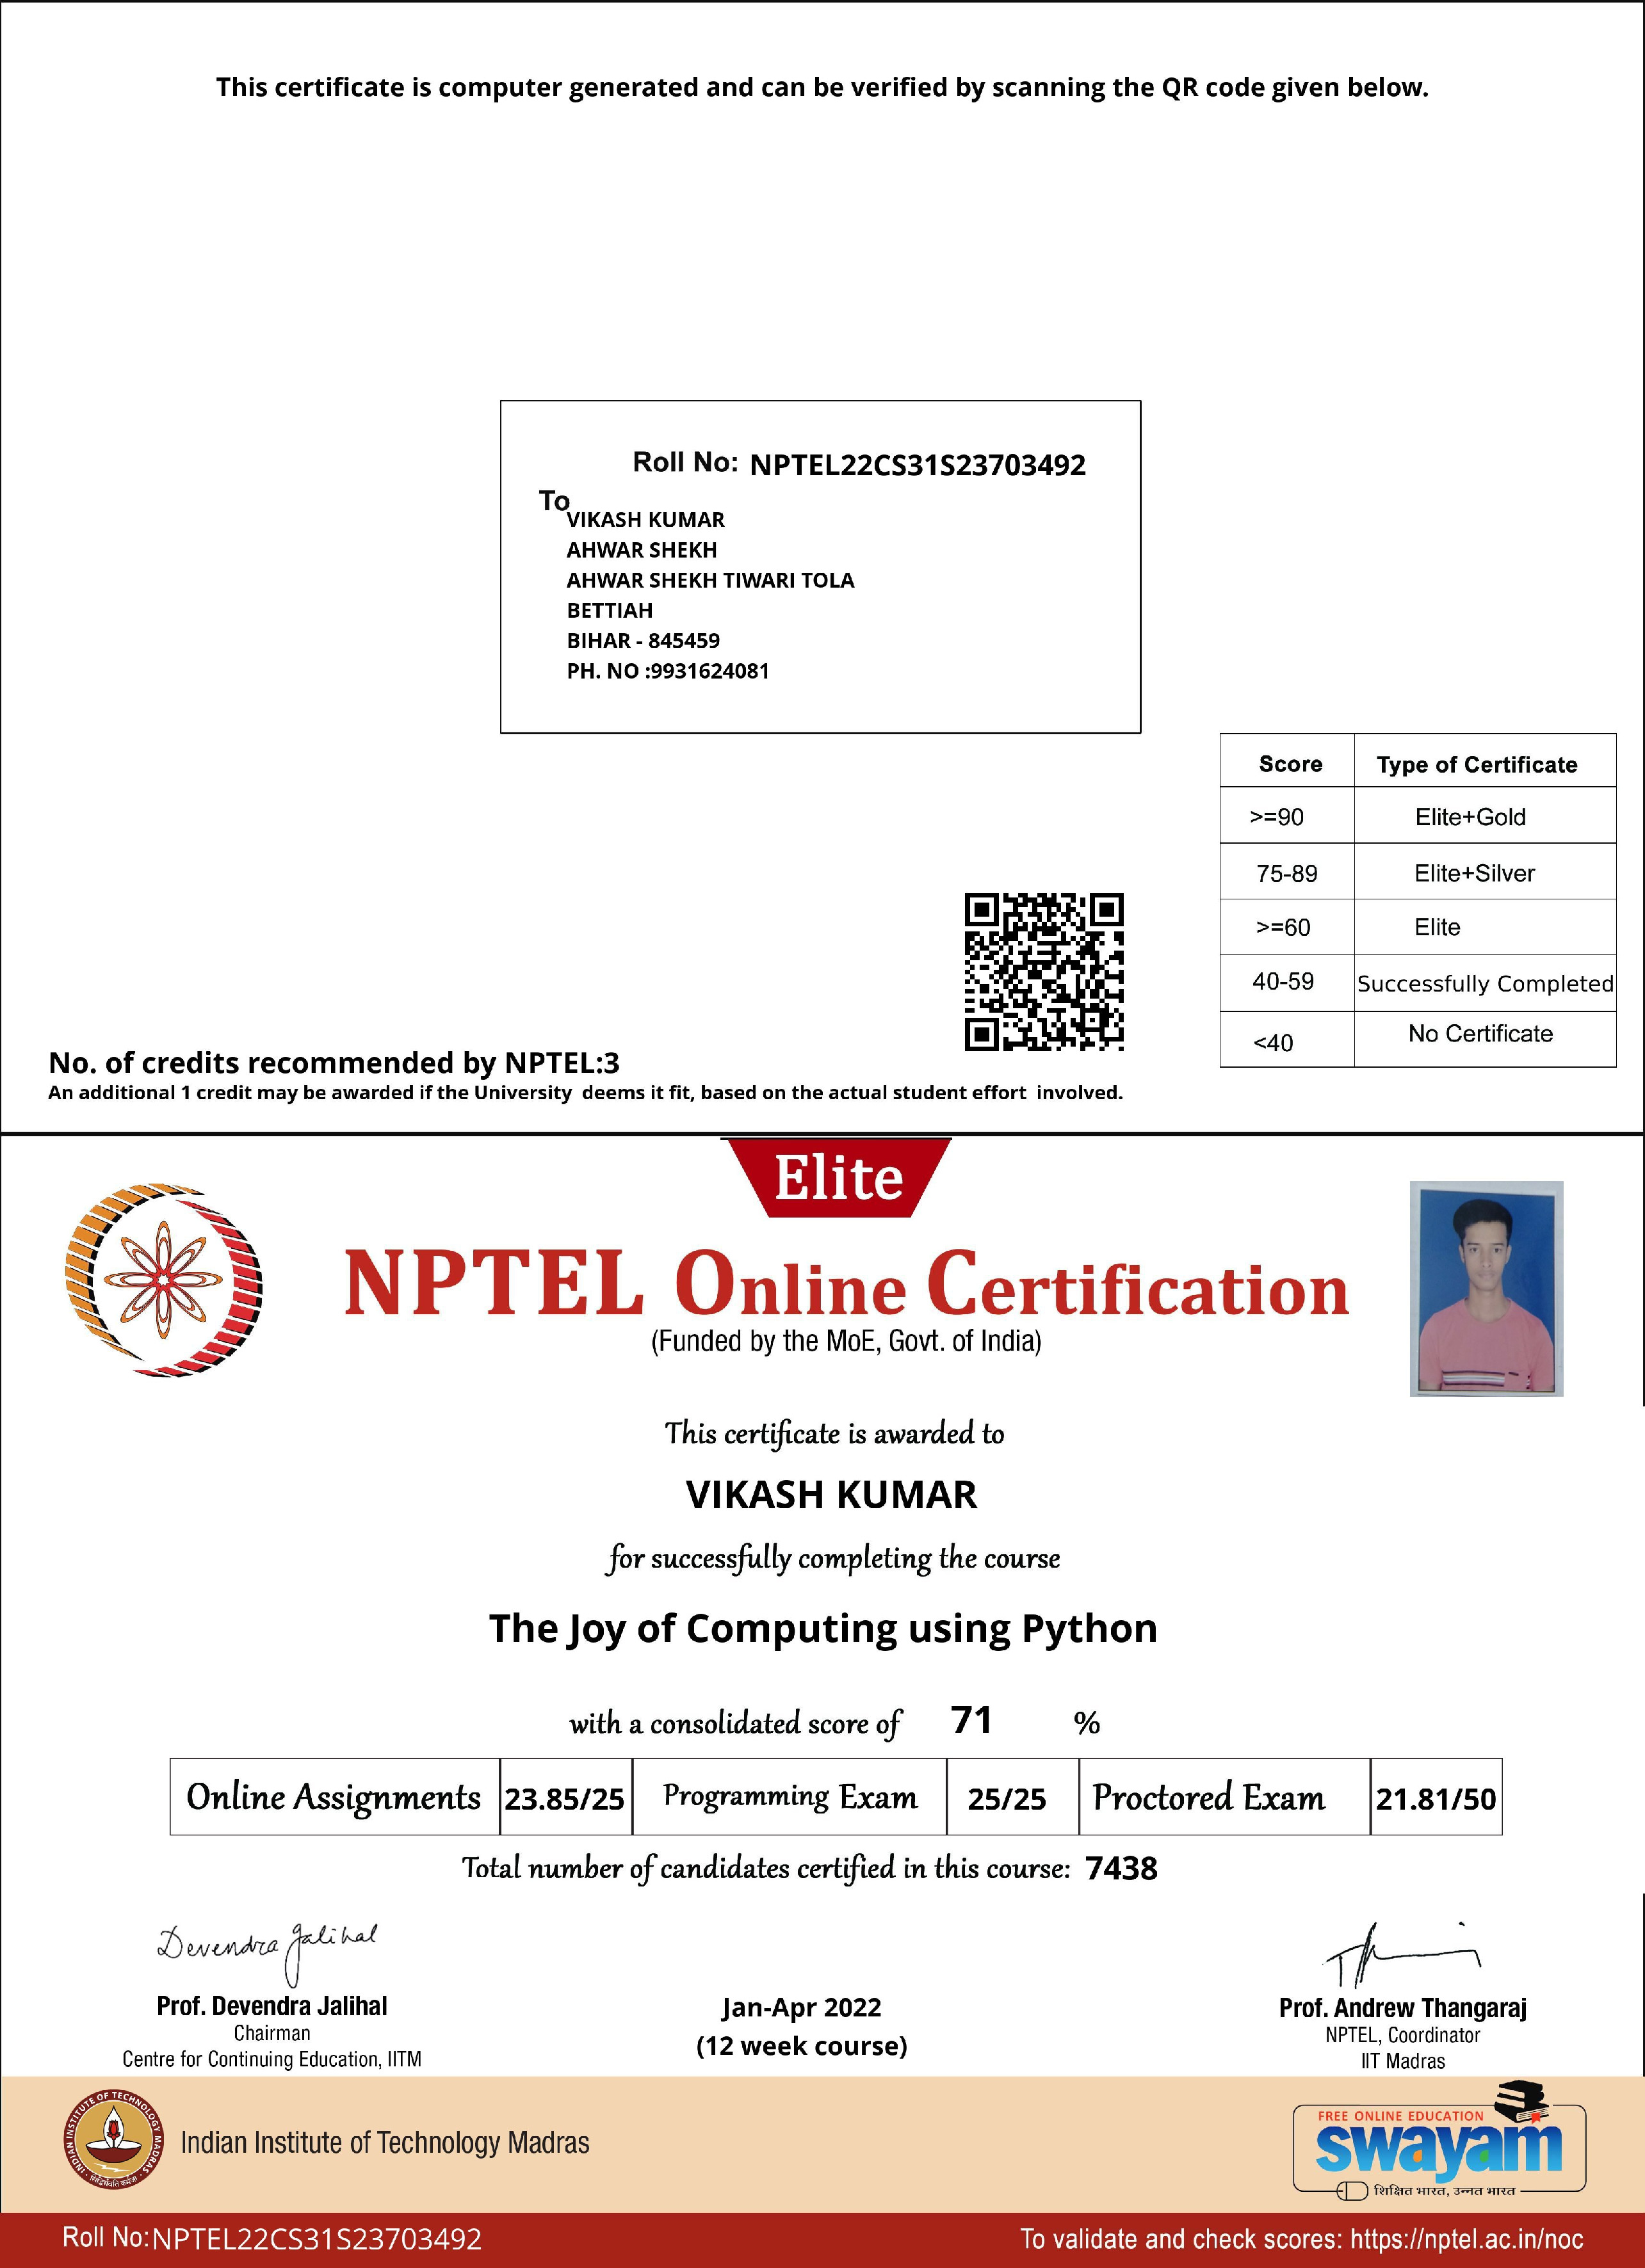 This certificate is computer generated and can be verified by scanning the QR code given below.
Roll No: NPTEL22CS31S23703492
To
VIKASH KUMAR
AHWAR SHEKH
AHWAR SHEKH TIWARI TOLA
BETTIAH
BIHAR - 845459
PH. NO :9931624081
Score Type of Certificate
>=90 Elite+Gold
75-89 Elite+Silver
>=60 Elite
40-59 Successfully Completed
<40 No Certificate
No. of credits recommended by NPTEL:3
An additional 1 credit may be awarded if the University deems it fit, based on the actual student effort involved.
Elite
NPTEL Online Certification
(Funded by the MoE, Govt. of India)
This certificate is awarded to
VIKASH KUMAR
for successfully completing the course
The Joy of Computing using Python
with a consolidated score of 71 %
Online Assignments 23.85/25 Programming Exam 25/25 Proctored Exam 21.81/50
Total number of candidates certified in this course: 7438
Devendra Jalihal
Prof. Devendra Jalihal
Chairman
Centre for Continuing Education, IITM
Jan-Apr 2022
(12 week course)
Prof. Andrew Thangaraj
NPTEL, Coordinator
IIT Madras
INDIAN INSTITUTE OF TECHNOLOGY MADRAS
Indian Institute of Technology Madras
FREE ONLINE EDUCATION
swayam
शिक्षित भारत, उन्नत भारत
Roll No:NPTEL22CS31S23703492
To validate and check scores: https://nptel.ac.in/noc